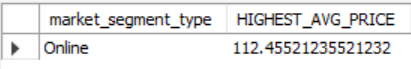 market_segment_type HIGHEST_AVG_PRICE
Online 112.45521235521232